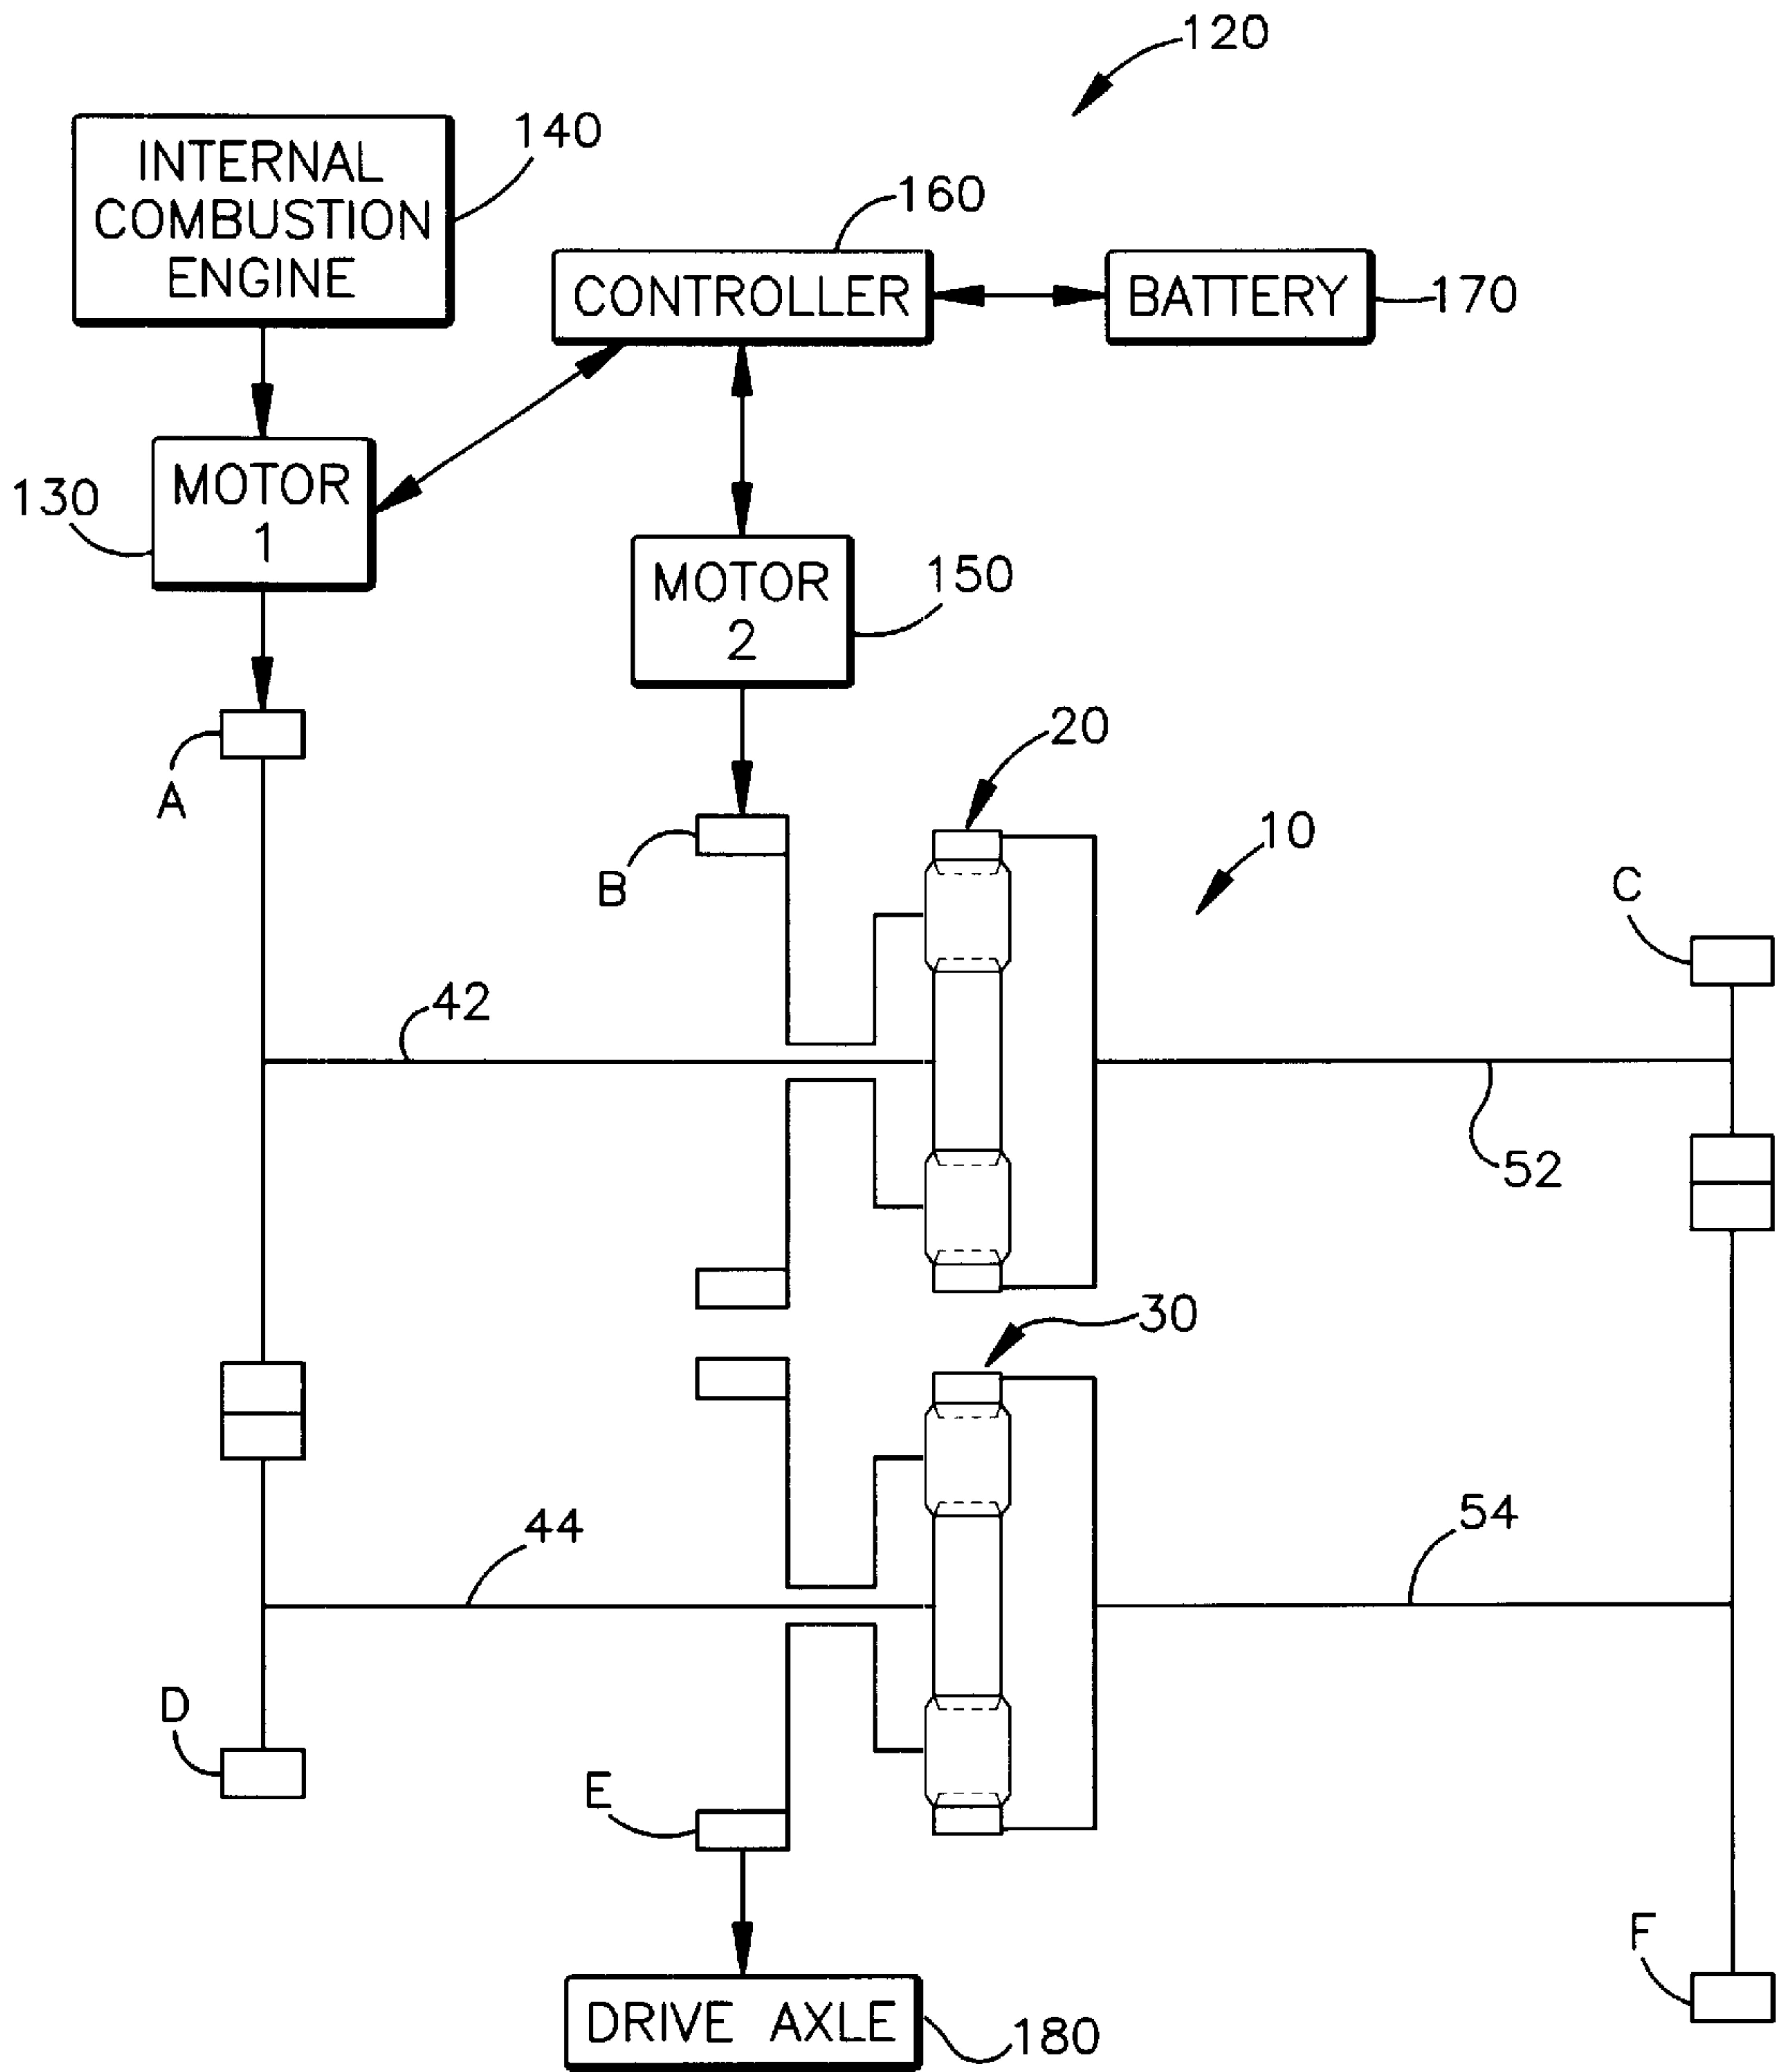 120
INTERNAL
COMBUSTION
ENGINE
140
160
CONTROLLER
BATTERY
170
MOTOR
1
130
MOTOR
2
150
A
B
20
10
C
42
52
30
44
54
D
E
F
DRIVE AXLE
180